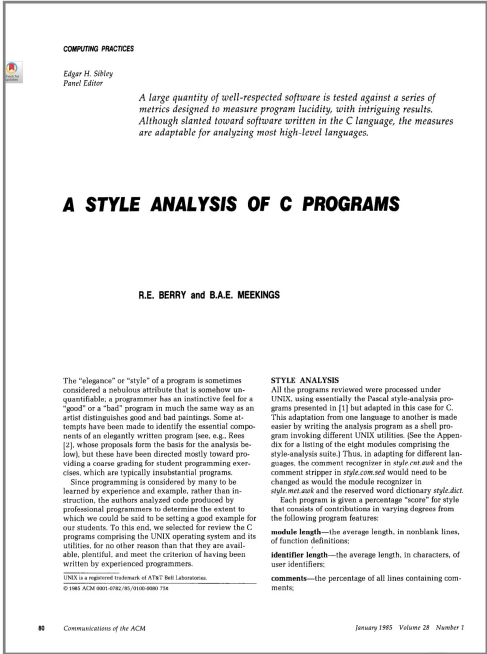 COMPUTING PRACTICES
Edgar H. Sibley
Panel Editor
A large quantity of well-respected software is tested against a series of
metrics designed to measure program lucidity, with intriguing results.
Although slanted toward software written in the C language, the measures
are adaptable for analyzing most high-level languages.
A STYLE ANALYSIS OF C PROGRAMS
R.E. BERRY and B.A.E. MEEKINGS
The "elegance" or "style" of a program is sometimes
considered a nebulous attribute that is somehow un-
quantifiable; a programmer has an instinctive feel for a
"good" or a "bad" program in much the same way as an
artist distinguishes good and bad paintings. Some at-
tempts have been made to identify the essential compo-
nents of an elegantly written program (see, e.g., Rees
[2], whose proposals form the basis for the analysis be-
low), but these have been directed mostly toward pro-
viding a coarse grading for student programming exer-
cises, which are typically insubstantial programs.
Since programming is considered by many to be
learned by experience and example, rather than in-
struction, the authors analyzed code produced by
professional programmers to determine the extent to
which we could be said to be setting a good example for
our students. To this end, we selected for review the C
programs comprising the UNIX operating system and its
utilities, for no other reason than that they are avail-
able, plentiful, and meet the criterion of having been
written by experienced programmers.
UNIX is a registered trademark of AT&T Bell Laboratories.
© 1985 ACM 0001-0782/85/0100-0080 75¢
STYLE ANALYSIS
All the programs reviewed were processed under
UNIX, using essentially the Pascal style-analysis pro-
grams presented in [1] but adapted in this case for C.
This adaptation from one language to another is made
easier by writing the analysis program as a shell pro-
gram invoking different UNIX utilities. (See the Appen-
dix for a listing of the eight modules comprising the
style-analysis suite.) Thus, in adapting for different lan-
guages, the comment recognizer in style.cnt.awk and the
comment stripper in style.com.sed would need to be
changed as would the module recognizer in
style.met.awk and the reserved word dictionary style.dict.
Each program is given a percentage "score" for style
that consists of contributions in varying degrees from
the following program features:
module length—the average length, in nonblank lines,
of function definitions;
identifier length—the average length, in characters, of
user identifiers;
comments—the percentage of all lines containing com-
ments;
80 Communications of the ACM
January 1985 Volume 28 Number 1